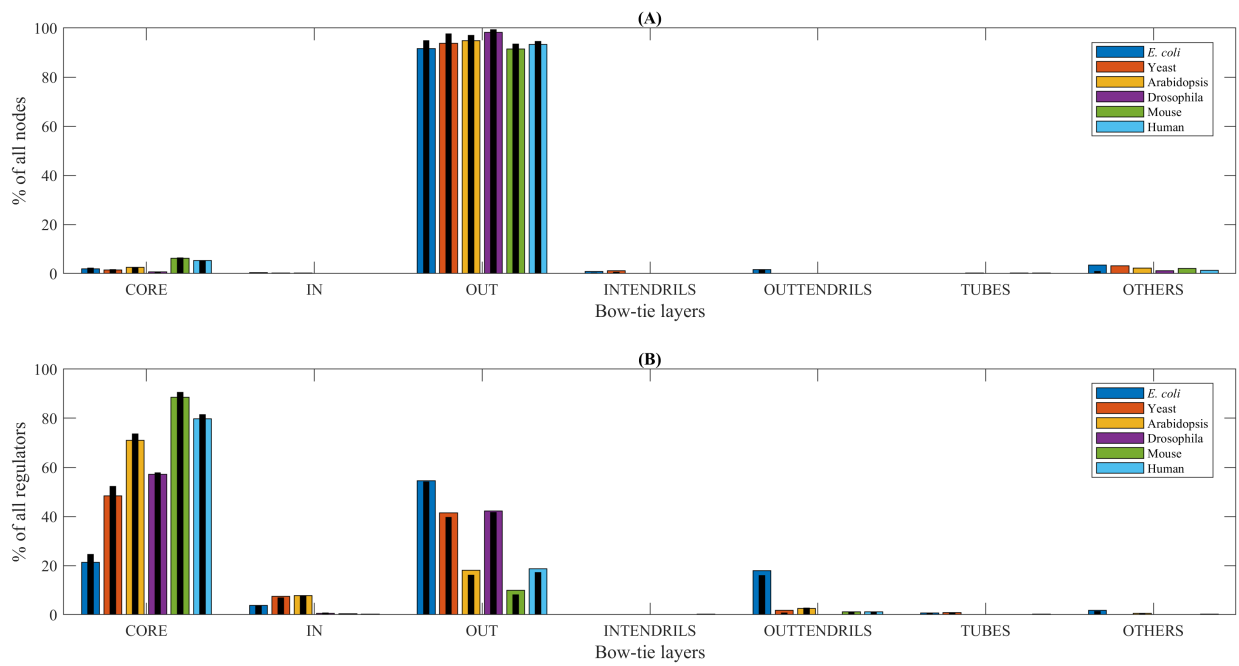 (A)
100
80
60
40
20
0
% of all nodes
E. coli
Yeast
Arabidopsis
Drosophila
Mouse
Human
CORE IN OUT INTENDRILS OUTTENDRILS TUBES OTHERS
Bow-tie layers
(B)
100
80
60
40
20
0
% of all regulators
E. coli
Yeast
Arabidopsis
Drosophila
Mouse
Human
CORE IN OUT INTENDRILS OUTTENDRILS TUBES OTHERS
Bow-tie layers